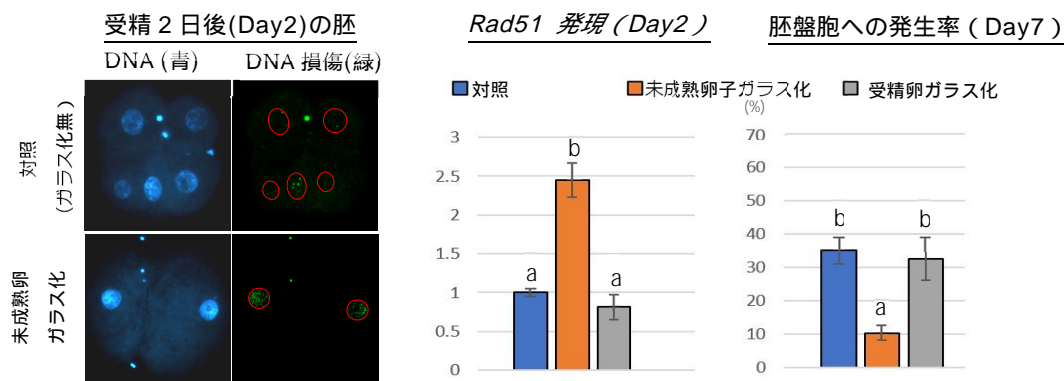 受精2日後(Day2)の胚
DNA (青) DNA 損傷(緑)
対照
(ガラス化無)
未成熟卵
ガラス化
Rad51 発現(Day2)
胚盤胞への発生率(Day7)
対照 未成熟卵子ガラス化 受精卵ガラス化
3
2.5
2
1.5
1
0.5
0
a
b
a
(%)
70
60
50
40
30
20
10
0
b
a
b